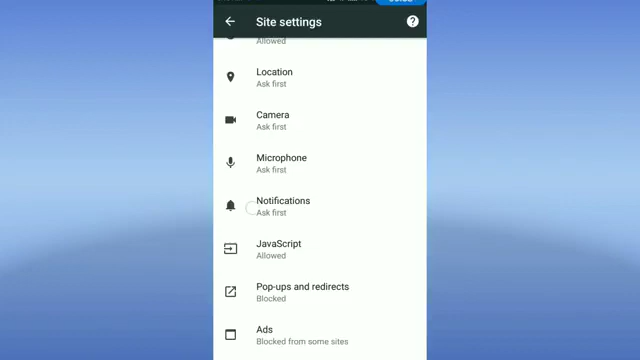 Site settings
Allowed
Location
Ask first
Camera
Ask first
Microphone
Ask first
Notifications
Ask first
JavaScript
Allowed
Pop-ups and redirects
Blocked
Ads
Blocked from some sites